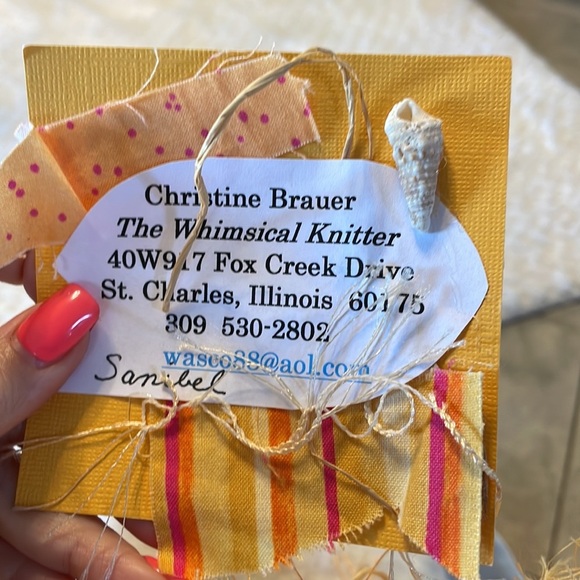 Christine Brauer
The Whimsical Knitter
40W917 Fox Creek Drive
St. Charles, Illinois 60175
309 530-2802
wasco88@aol.com
Sanibel